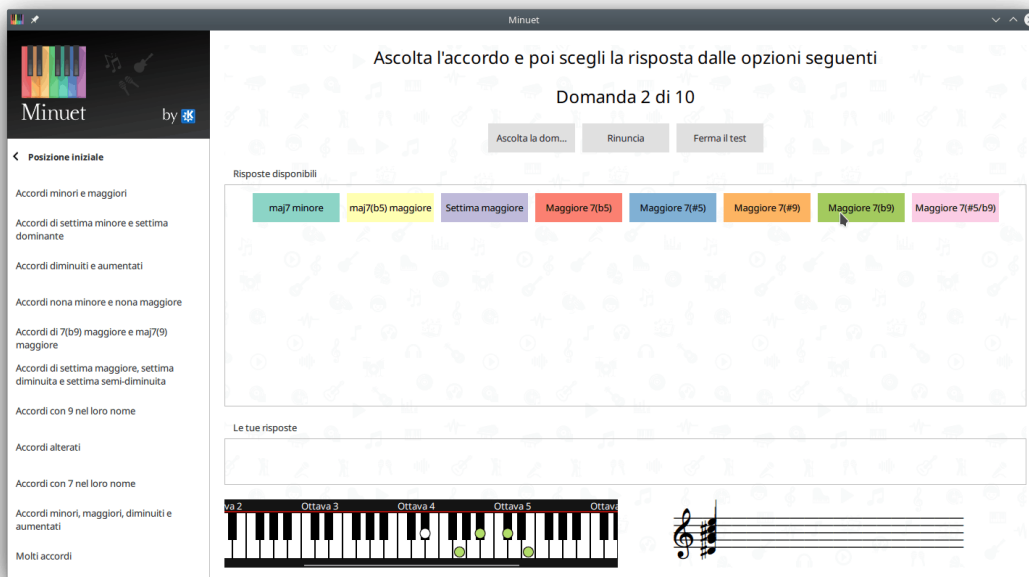 Minuet
Minuet
by
Posizione iniziale
Accordi minori e maggiori
Accordi di settima minore e settima
dominante
Accordi diminuiti e aumentati
Accordi nona minore e nona maggiore
Accordi di 7(b9) maggiore e maj7(9)
maggiore
Accordi di settima maggiore, settima
diminuita e settima semi-diminuita
Accordi con 9 nel loro nome
Accordi alterati
Accordi con 7 nel loro nome
Accordi minori, maggiori, diminuiti e
aumentati
Molti accordi
Ascolta l'accordo e poi scegli la risposta dalle opzioni seguenti
Domanda 2 di 10
Ascolta la dom... Rinuncia Ferma il test
Risposte disponibili
maj7 minore maj7(b5) maggiore Settima maggiore Maggiore 7(b5) Maggiore 7(#5) Maggiore 7(#9) Maggiore 7(b9) Maggiore 7(#5/b9)
Le tue risposte
va 2 Ottava 3 Ottava 4 Ottava 5 Ottava